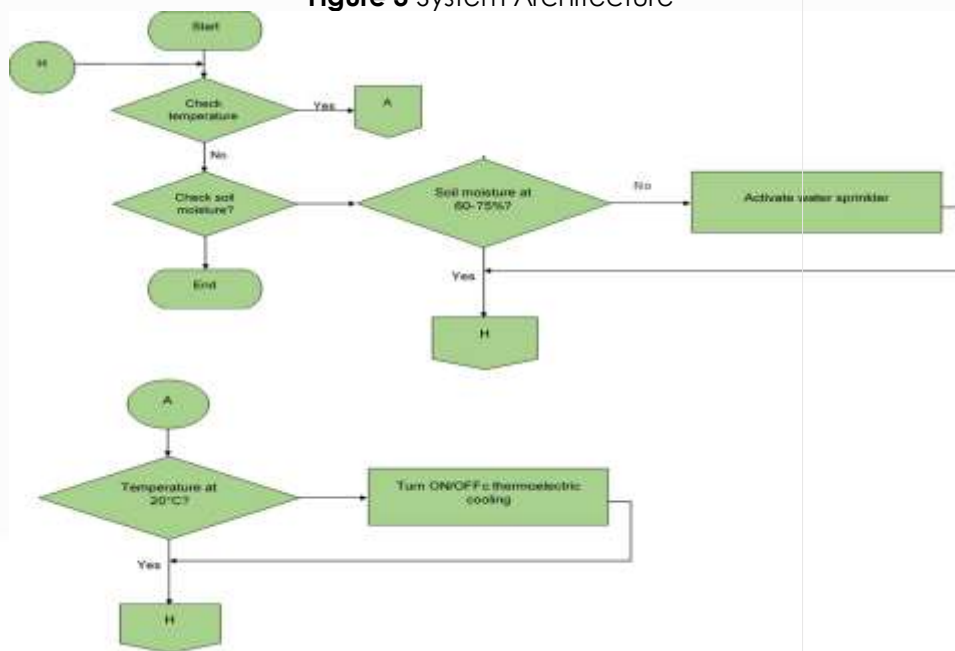 Figure 3 System Architecture
Start
H
Check
temperature
Yes
A
No
Check soil
moisture?
Soil moisture at
60-75%?
No
Activate water sprinkler
End
Yes
H
A
Temperature at
20°C?
Turn ON/OFFc thermoelectric
cooling
Yes
H